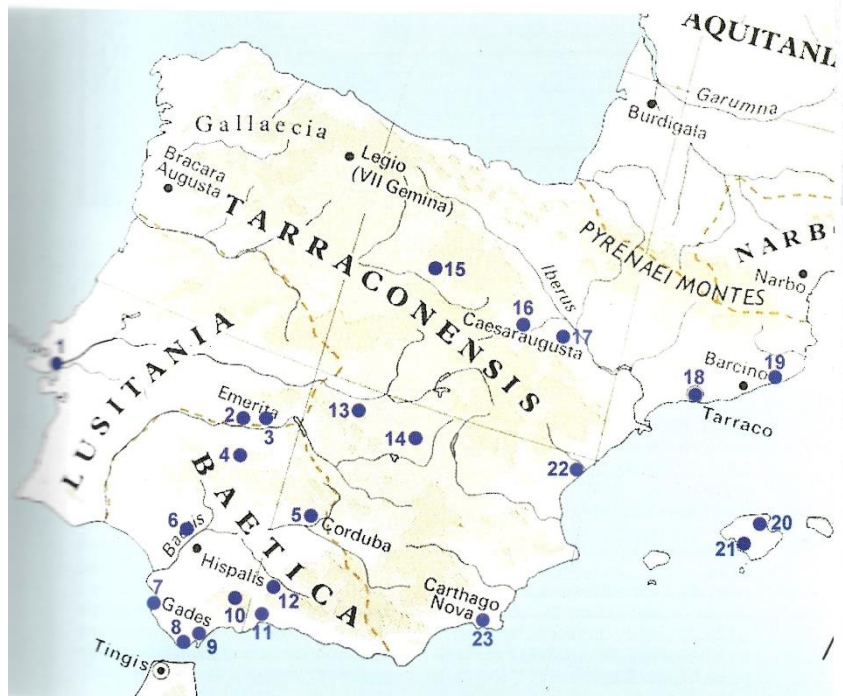 AQUITANI
Garumna
Burdigala
Gallaecia
Legio
(VII Gemina)
Bracara
Augusta
TARRACONENSIS
PYRENAEI MONTES
NARB
Narbo
15
Iberus
16
Caesaraugusta
17
1
LUSITANIA
Barcino
19
18
Tarraco
Emerita
2
3
13
14
4
22
BAETICA
5
Corduba
6
Baetis
20
21
Hispalis
7
Gades
12
10
11
8
9
Carthago
Nova
23
Tingis